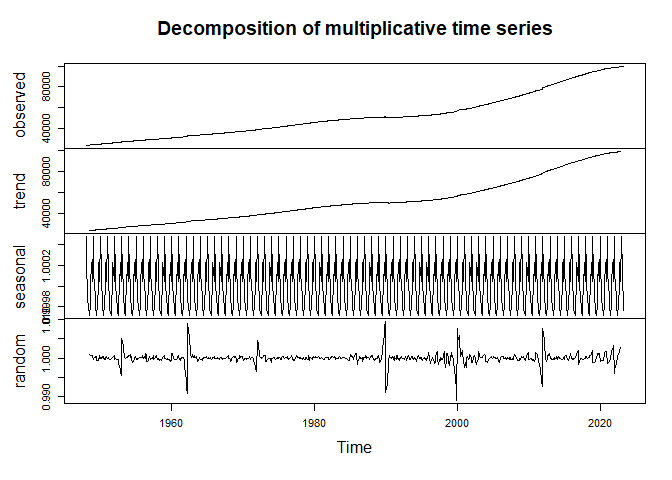 Decomposition of multiplicative time series
observed
40000
80000
trend
40000
80000
seasonal
1.0002
random
0.990
1.000
1960
1980
2000
2020
Time